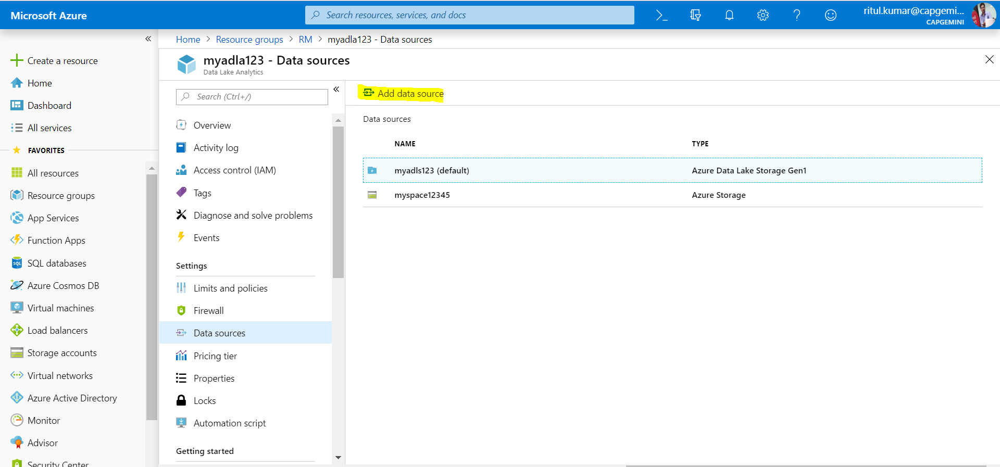 Microsoft Azure
Search resources, services, and docs
ritul.kumar@capgemi...
CAPGEMINI
Create a resource
Home
Dashboard
All services
FAVORITES
All resources
Resource groups
App Services
Function Apps
SQL databases
Azure Cosmos DB
Virtual machines
Load balancers
Storage accounts
Virtual networks
Azure Active Directory
Monitor
Advisor
Security Center
Home > Resource groups > RM > myadla123 - Data sources
myadla123 - Data sources
Data Lake Analytics
Search (Ctrl+/)
Overview
Activity log
Access control (IAM)
Tags
Diagnose and solve problems
Events
Settings
Limits and policies
Firewall
Data sources
Pricing tier
Properties
Locks
Automation script
Getting started
Add data source
Data sources
NAME TYPE
myadls123 (default) Azure Data Lake Storage Gen1
myspace12345 Azure Storage